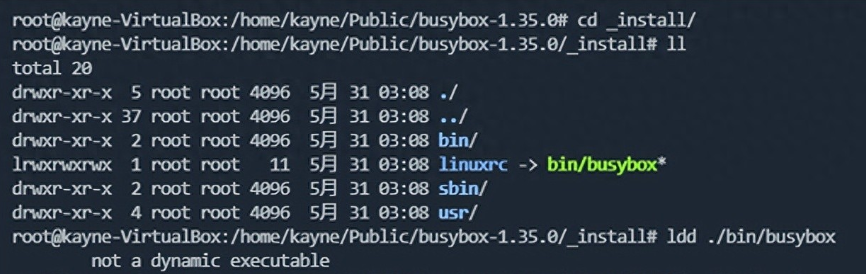 root@kayne-VirtualBox:/home/kayne/Public/busybox-1.35.0# cd _install/
root@kayne-VirtualBox:/home/kayne/Public/busybox-1.35.0/_install# ll
total 20
drwxr-xr-x  5 root root 4096  5月 31 03:08 ./
drwxr-xr-x 37 root root 4096  5月 31 03:08 ../
drwxr-xr-x  2 root root 4096  5月 31 03:08 bin/
lrwxrwxrwx  1 root root   11  5月 31 03:08 linuxrc -> bin/busybox*
drwxr-xr-x  2 root root 4096  5月 31 03:08 sbin/
drwxr-xr-x  4 root root 4096  5月 31 03:08 usr/
root@kayne-VirtualBox:/home/kayne/Public/busybox-1.35.0/_install# ldd ./bin/busybox
        not a dynamic executable